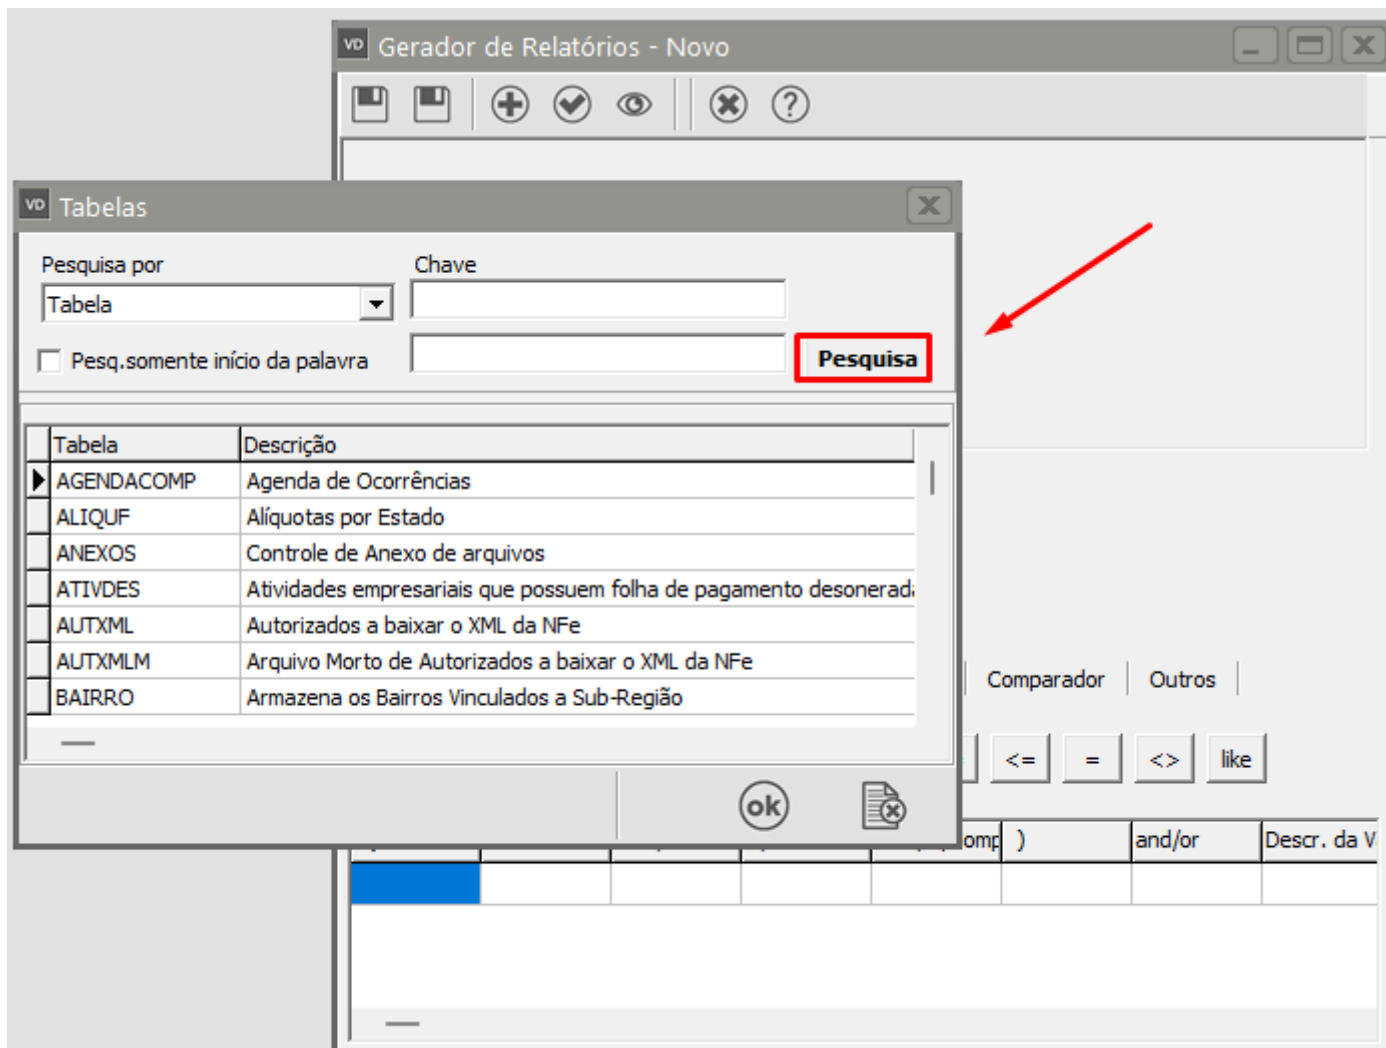 VD Gerador de Relatórios - Novo
VD Tabelas
Pesquisa por
Chave
Tabela
Pesq.somente início da palavra
Pesquisa
Tabela Descrição
AGENDACOMP Agenda de Ocorrências
ALIQUF Alíquotas por Estado
ANEXOS Controle de Anexo de arquivos
ATIVDES Atividades empresariais que possuem folha de pagamento desonerada
AUTXML Autorizados a baixar o XML da NFe
AUTXMLM Arquivo Morto de Autorizados a baixar o XML da NFe
BAIRRO Armazena os Bairros Vinculados a Sub-Região
ok
Comparador Outros
<= = <> like
) and/or Descr. da V